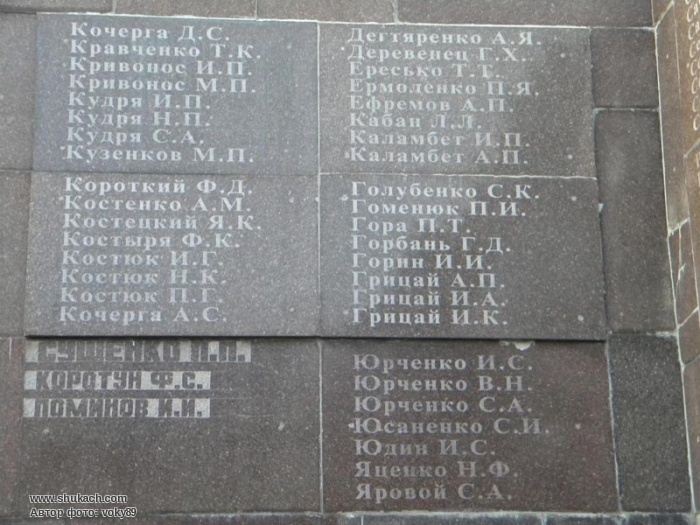 Кочерга Д.С.
Кравченко Т.К.
Кривонос И.П.
Кривонос М.П.
Кудря И.П.
Кудря Н.П.
Кудря С.А.
Кузенков М.П.
Дегтяренко А.Я.
Деревенец Г.Х.
Ересько Т.Т.
Ермоленко П.Я.
Ефремов А.П.
Кабан Л.Л.
Каламбет И.П.
Каламбет А.П.
Короткий Ф.Д.
Костенко А.М.
Костецкий Я.К.
Костыря Ф.К.
Костюк И.Г.
Костюк Н.К.
Костюк П.Г.
Кочерга А.С.
Голубенко С.К.
Гоменюк П.И.
Гора П.Т.
Горбань Г.Д.
Горин И.И.
Грицай А.П.
Грицай И.А.
Грицай И.К.
СУЩЕНКО
КОРОТУН Ф.С.
ЛОМИНОВ И.И.
Юрченко И.С.
Юрченко В.Н.
Юрченко С.А.
Юсаненко С.И.
Юдин И.С.
Яценко Н.Ф.
Яровой С.А.
www.shukach.com
Автор фото: voky89